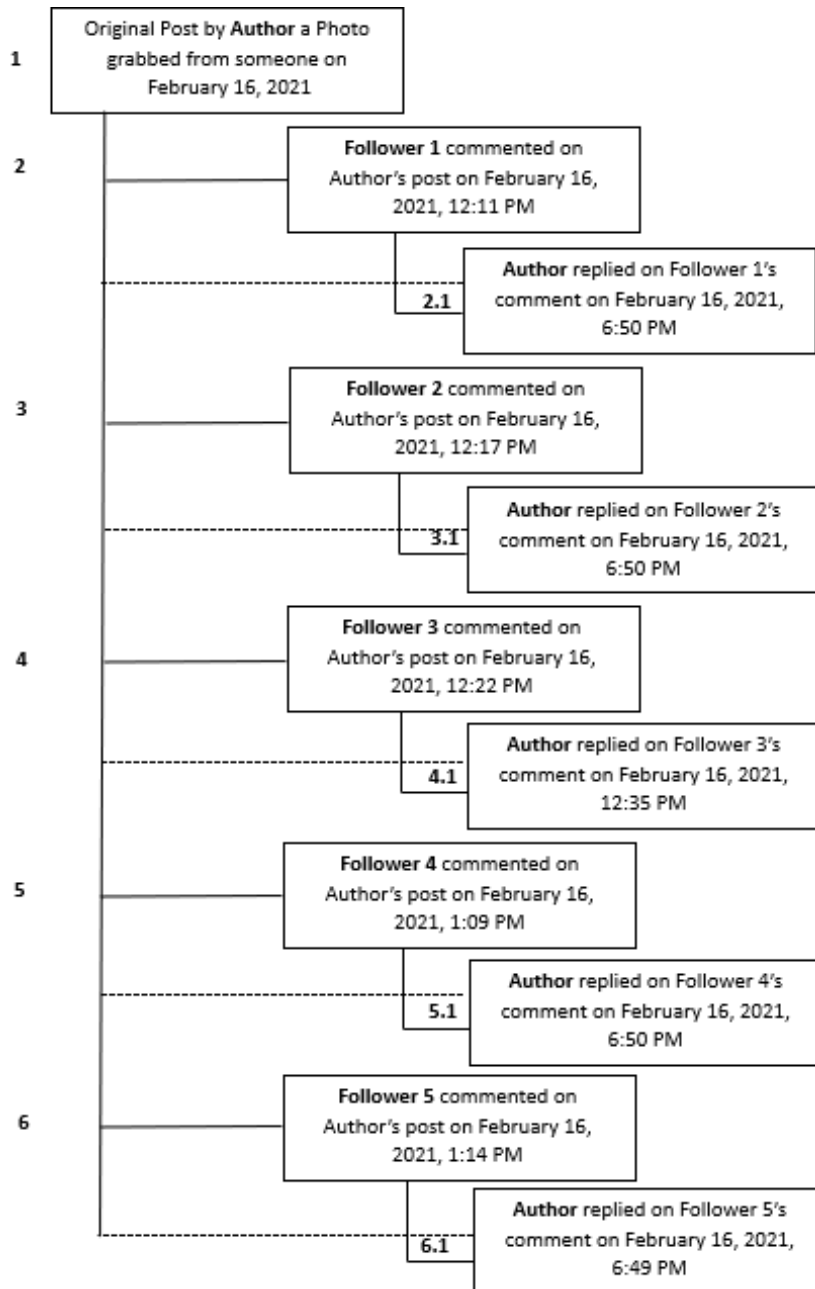 Original Post by Author a Photo
1
grabbed from someone on
February 16, 2021
Follower 1 commented on
2
Author's post on February 16,
2021, 12:11 PM
Author replied on Follower 1's
2.1
comment on February 16, 2021,
6:50 PM
Follower 2 commented on
3
Author's post on February 16,
2021, 12:17 PM
Author replied on Follower 2's
3.1
comment on February 16, 2021,
6:50 PM
Follower 3 commented on
4
Author's post on February 16,
2021, 12:22 PM
Author replied on Follower 3's
4.1
comment on February 16, 2021,
12:35 PM
Follower 4 commented on
5
Author's post on February 16,
2021, 1:09 PM
Author replied on Follower 4's
5.1
comment on February 16, 2021,
6:50 PM
Follower 5 commented on
6
Author's post on February 16,
2021, 1:14 PM
Author replied on Follower 5's
6.1
comment on February 16, 2021,
6:49 PM